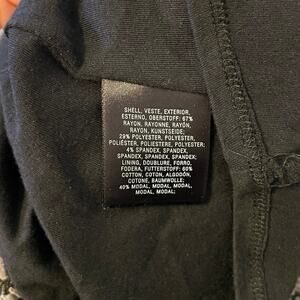 SHELL, VESTE, EXTERIOR,
ESTERNO, OBERSTOFF: 67%
RAYON, RAYONNE, RAYÓN,
RAYON, KUNSTSEIDE;
29% POLYESTER, POLYESTER,
POLIÉSTER, POLIESTERE, POLYESTER;
4% SPANDEX, SPANDEX,
SPANDEX, SPANDEX, SPANDEX;
LINING, DOUBLURE, FORRO,
FODERA, FUTTERSTOFF: 60%
COTTON, COTON, ALGODÓN,
COTONE, BAUMWOLLE;
40% MODAL, MODAL, MODAL,
MODAL, MODAL;